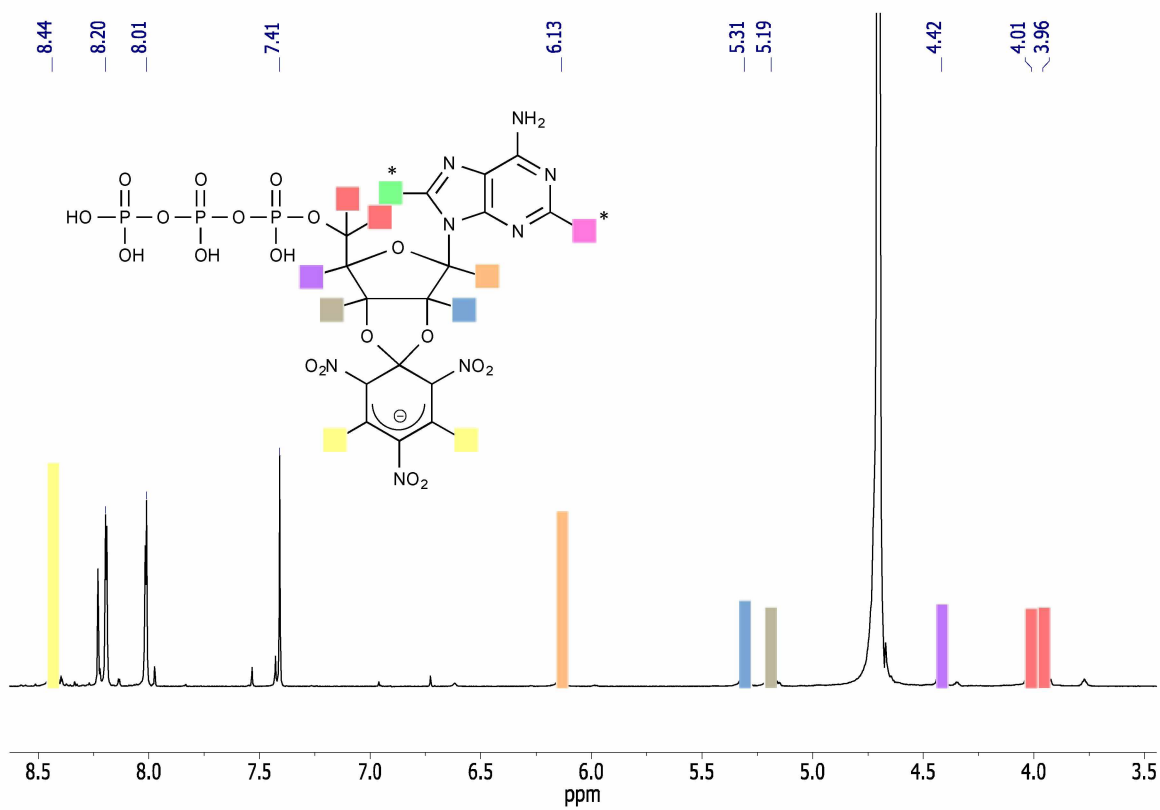 8.44 8.20 8.01 7.41 6.13 5.31 5.19 4.42 4.01 3.96
NH₂
* N N *
O O O
HO P O P O P O N N
OH OH OH O
O O
O₂N NO₂
⊖
NO₂
8.5 8.0 7.5 7.0 6.5 6.0 5.5 5.0 4.5 4.0 3.5
ppm